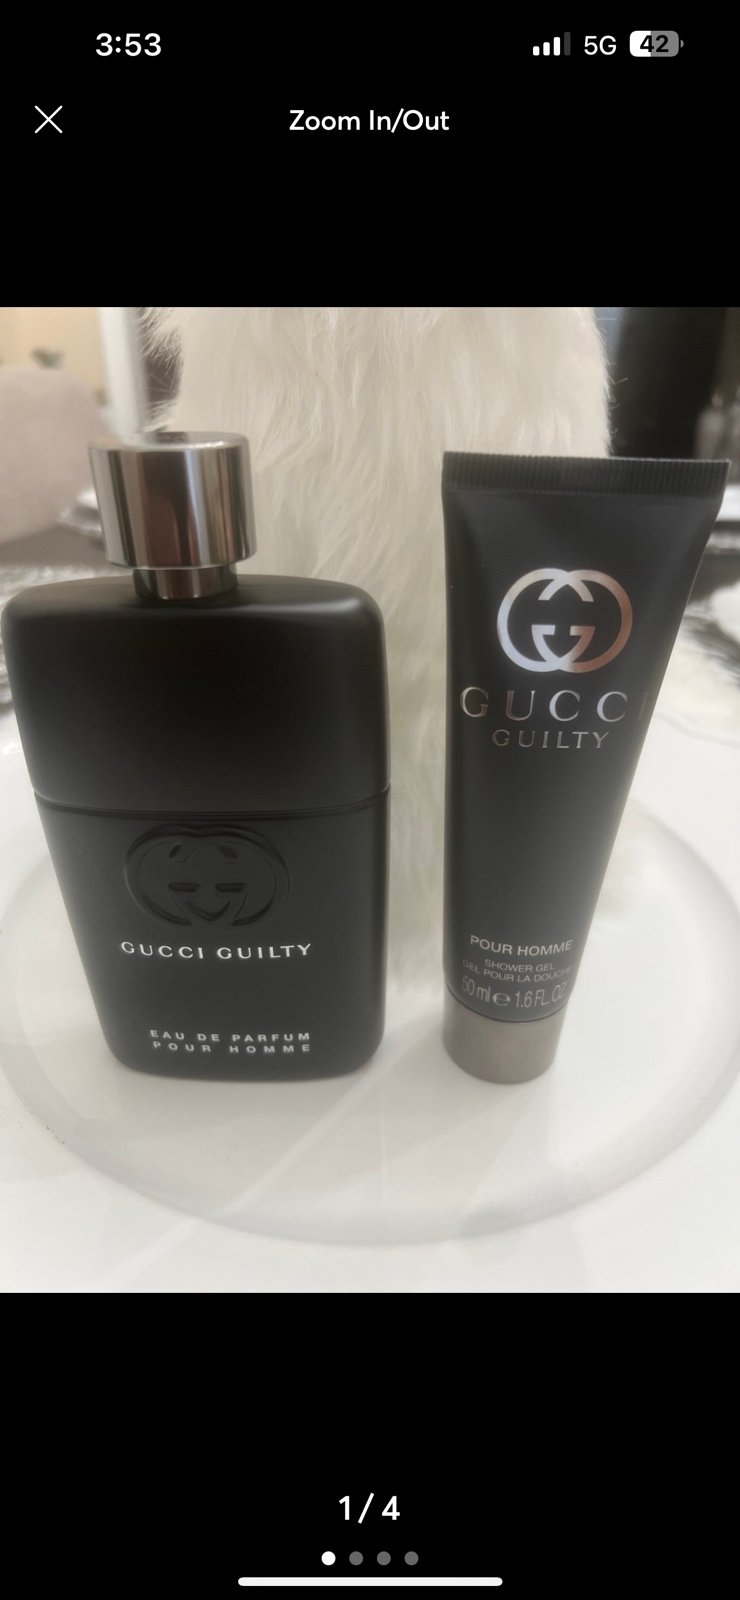 3:53
5G
42
Zoom In/Out
GUCCI GUILTY
EAU DE PARFUM
POUR HOMME
GUCCI
GUILTY
POUR HOMME
SHOWER GEL
GEL POUR LA DOUCHE
50 ml e 1.6 FL. OZ
1 / 4